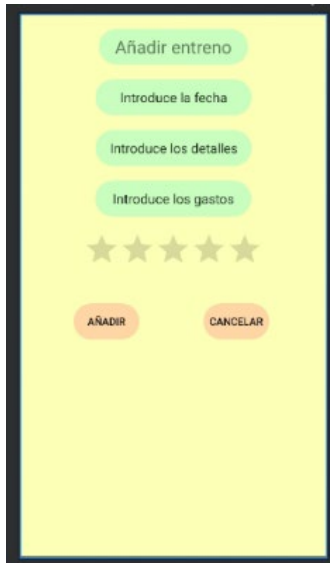 Añadir entreno
Introduce la fecha
Introduce los detalles
Introduce los gastos
AÑADIR CANCELAR